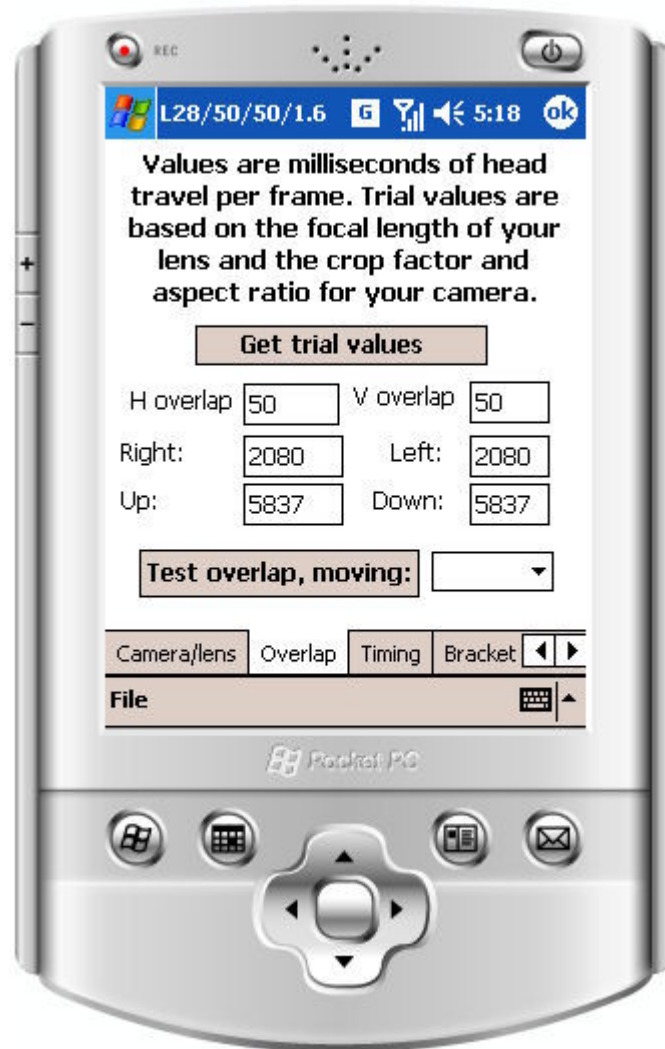 REC
L28/50/50/1.6 G 5:18 ok
Values are milliseconds of head
travel per frame. Trial values are
based on the focal length of your
lens and the crop factor and
aspect ratio for your camera.
Get trial values
H overlap 50 V overlap 50
Right: 2080 Left: 2080
Up: 5837 Down: 5837
Test overlap, moving:
Camera/lens Overlap Timing Bracket
File
Pocket PC
+
−